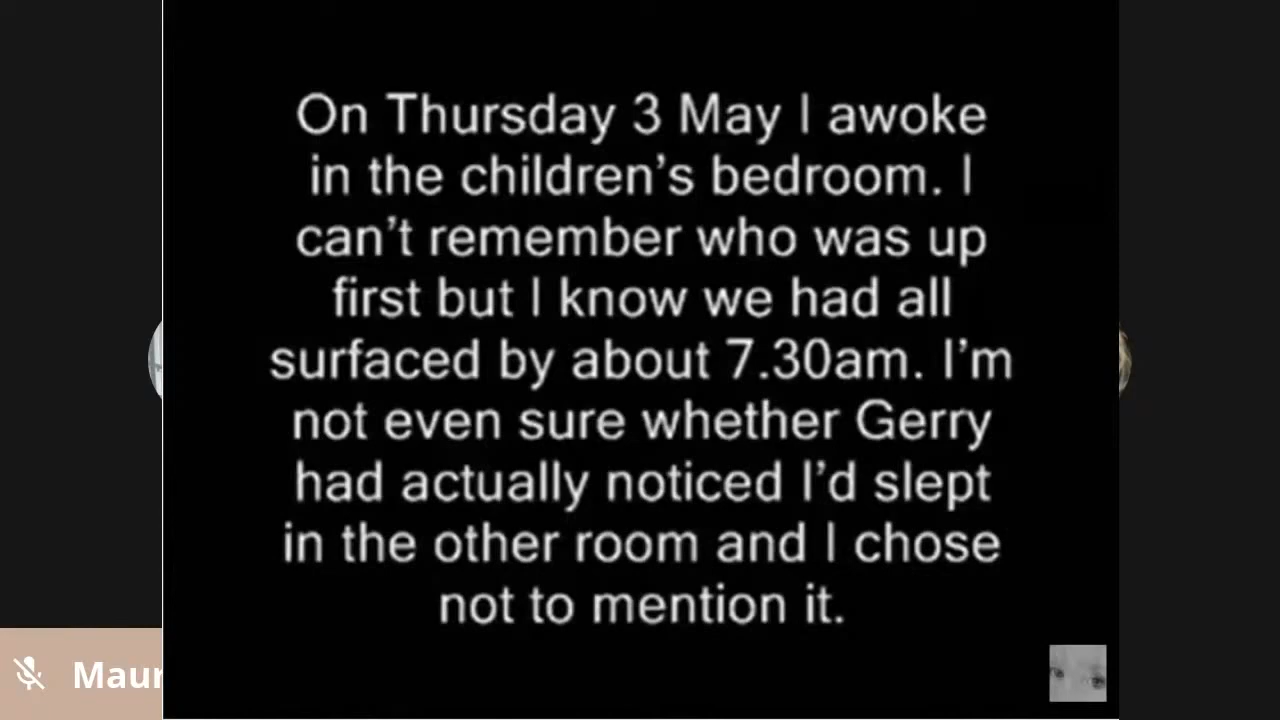 On Thursday 3 May I awoke
in the children's bedroom. I
can't remember who was up
first but I know we had all
surfaced by about 7.30am. I'm
not even sure whether Gerry
had actually noticed I'd slept
in the other room and I chose
not to mention it.